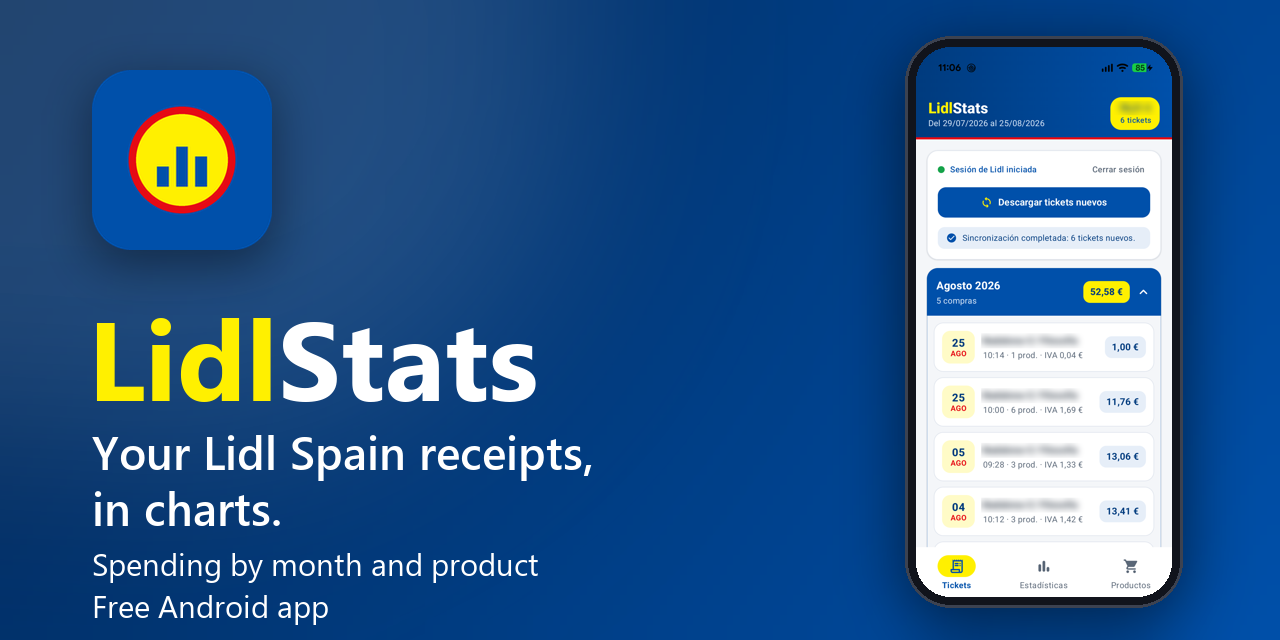 LidlStats
Your Lidl Spain receipts,
in charts.
Spending by month and product
Free Android app
11:06
85
LidlStats
Del 29/07/2026 al 25/08/2026
6 tickets
Sesión de Lidl iniciada
Cerrar sesión
Descargar tickets nuevos
Sincronización completada: 6 tickets nuevos.
Agosto 2026
5 compras
52,58 €
25
AGO
10:14 · 1 prod. · IVA 0,04 €
1,00 €
25
AGO
10:00 · 6 prod. · IVA 1,69 €
11,76 €
05
AGO
09:28 · 3 prod. · IVA 1,33 €
13,06 €
04
AGO
10:12 · 3 prod. · IVA 1,42 €
13,41 €
Tickets
Estadísticas
Productos